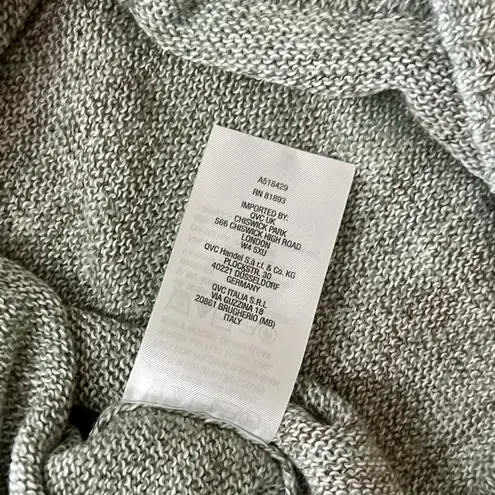 A518429
RN 81893
IMPORTED BY:
QVC UK
CHISWICK PARK
566 CHISWICK HIGH ROAD
LONDON
W4 5XU
QVC Handel S.à r.l. & Co. KG
PLOCKSTR. 30
40221 DÜSSELDORF
GERMANY
QVC ITALIA S.R.L
VIA GUZZINA 18
20861 BRUGHERIO (MB)
ITALY